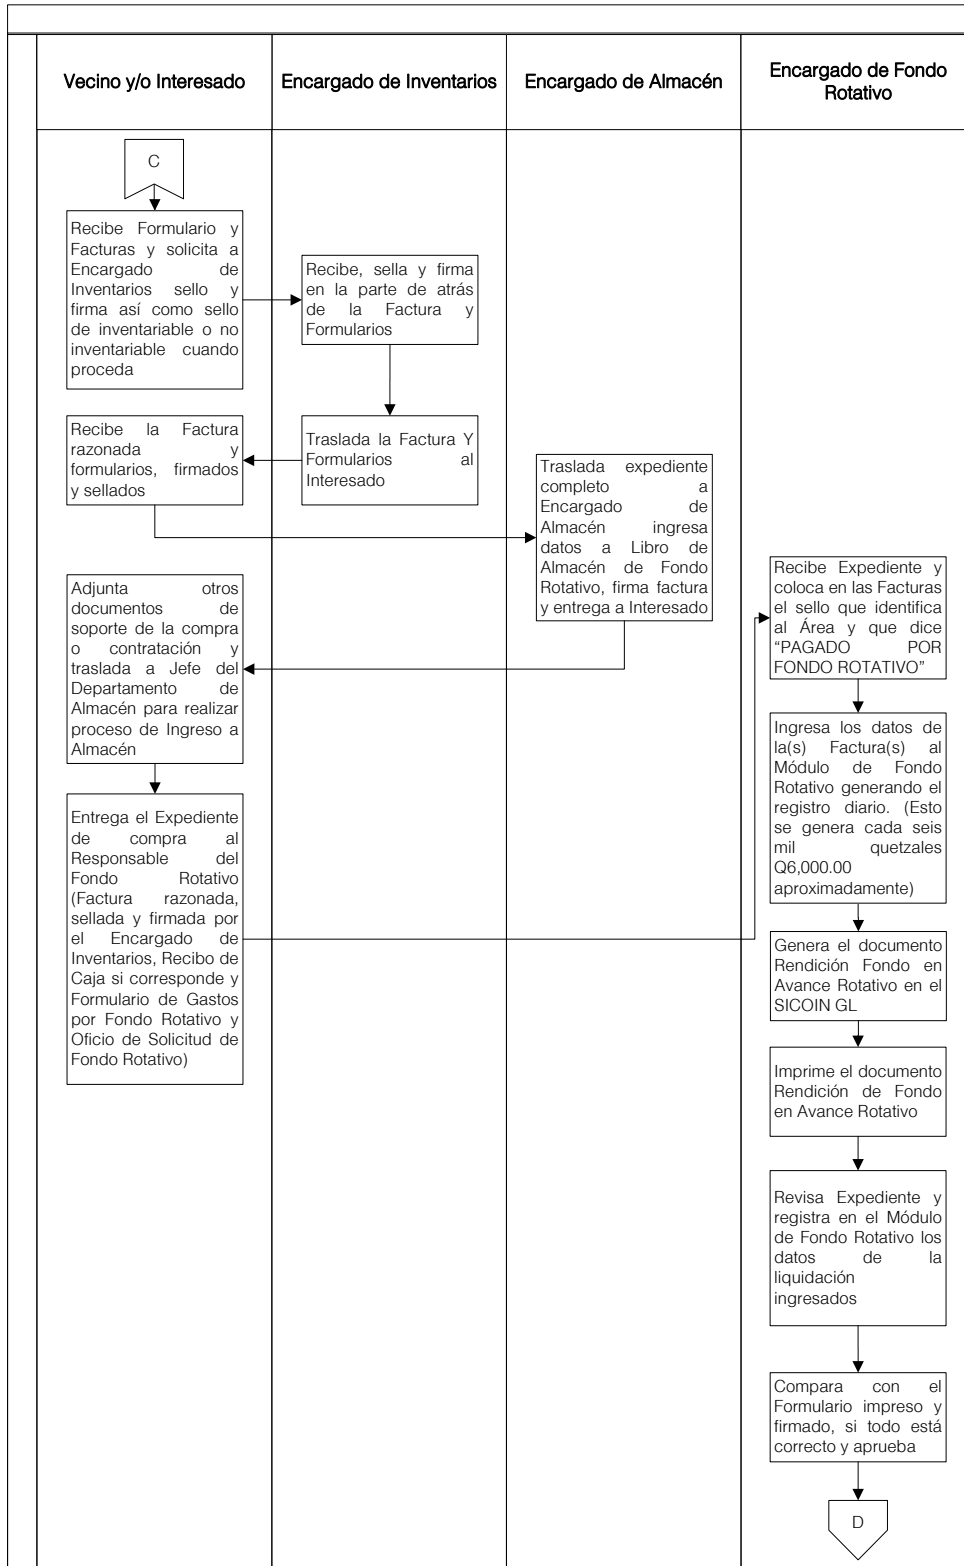 Vecino y/o Interesado
Encargado de Inventarios
Encargado de Almacén
Encargado de Fondo
Rotativo
C
Recibe Formulario y
Facturas y solicita a
Encargado de
Inventarios sello y
firma así como sello
de inventariable o no
inventariable cuando
proceda
Recibe, sella y firma
en la parte de atrás
de la Factura y
Formularios
Traslada la Factura Y
Formularios al
Interesado
Recibe la Factura
razonada y
formularios, firmados
y sellados
Traslada expediente
completo a
Encargado de
Almacén ingresa
datos a Libro de
Almacén de Fondo
Rotativo, firma factura
y entrega a Interesado
Adjunta otros
documentos de
soporte de la compra
o contratación y
traslada a Jefe del
Departamento de
Almacén para realizar
proceso de Ingreso a
Almacén
Entrega el Expediente
de compra al
Responsable del
Fondo Rotativo
(Factura razonada,
sellada y firmada por
el Encargado de
Inventarios, Recibo de
Caja si corresponde y
Formulario de Gastos
por Fondo Rotativo y
Oficio de Solicitud de
Fondo Rotativo)
Recibe Expediente y
coloca en las Facturas
el sello que identifica
al Área y que dice
“PAGADO POR
FONDO ROTATIVO”
Ingresa los datos de
la(s) Factura(s) al
Módulo de Fondo
Rotativo generando el
registro diario. (Esto
se genera cada seis
mil quetzales
Q6,000.00
aproximadamente)
Genera el documento
Rendición Fondo en
Avance Rotativo en el
SICOIN GL
Imprime el documento
Rendición de Fondo
en Avance Rotativo
Revisa Expediente y
registra en el Módulo
de Fondo Rotativo los
datos de la
liquidación
ingresados
Compara con el
Formulario impreso y
firmado, si todo está
correcto y aprueba
D